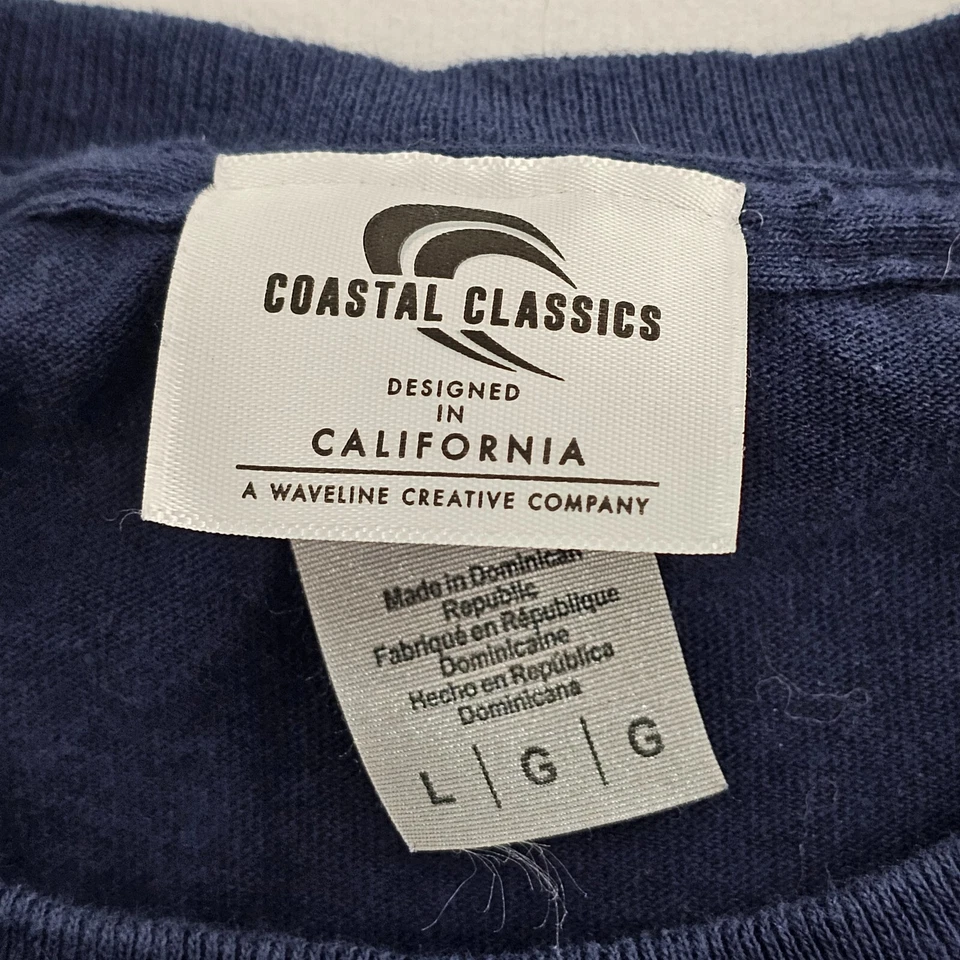 COASTAL CLASSICS
DESIGNED
IN
CALIFORNIA
A WAVELINE CREATIVE COMPANY
Made in Dominican
Republic
Fabriqué en République
Dominicaine
Hecho en República
Dominicana
L | G | G